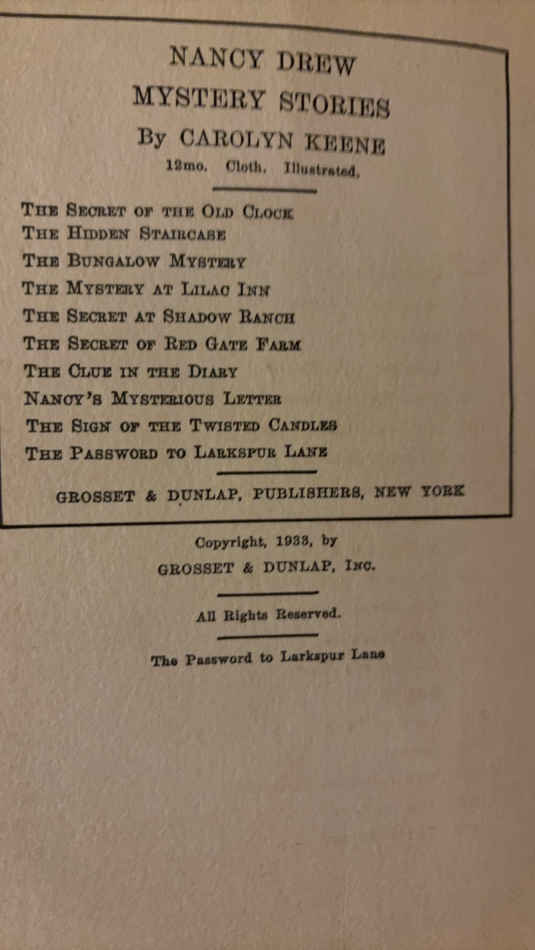 NANCY DREW
MYSTERY STORIES
By CAROLYN KEENE
12mo. Cloth. Illustrated.
THE SECRET OF THE OLD CLOCK
THE HIDDEN STAIRCASE
THE BUNGALOW MYSTERY
THE MYSTERY AT LILAC INN
THE SECRET AT SHADOW RANCH
THE SECRET OF RED GATE FARM
THE CLUE IN THE DIARY
NANCY'S MYSTERIOUS LETTER
THE SIGN OF THE TWISTED CANDLES
THE PASSWORD TO LARKSPUR LANE
GROSSET & DUNLAP, PUBLISHERS, NEW YORK
Copyright, 1933, by
GROSSET & DUNLAP, INC.
All Rights Reserved.
The Password to Larkspur Lane